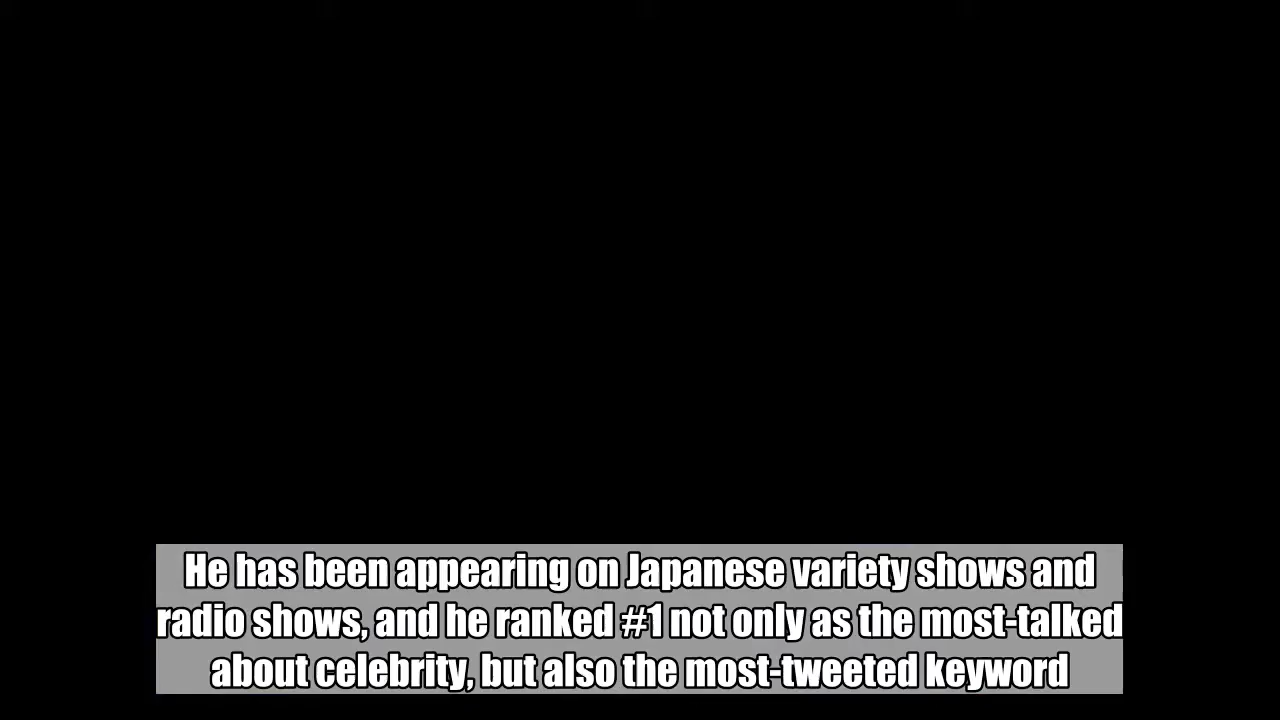 He has been appearing on Japanese variety shows and
radio shows, and he ranked #1 not only as the most-talked
about celebrity, but also the most-tweeted keyword